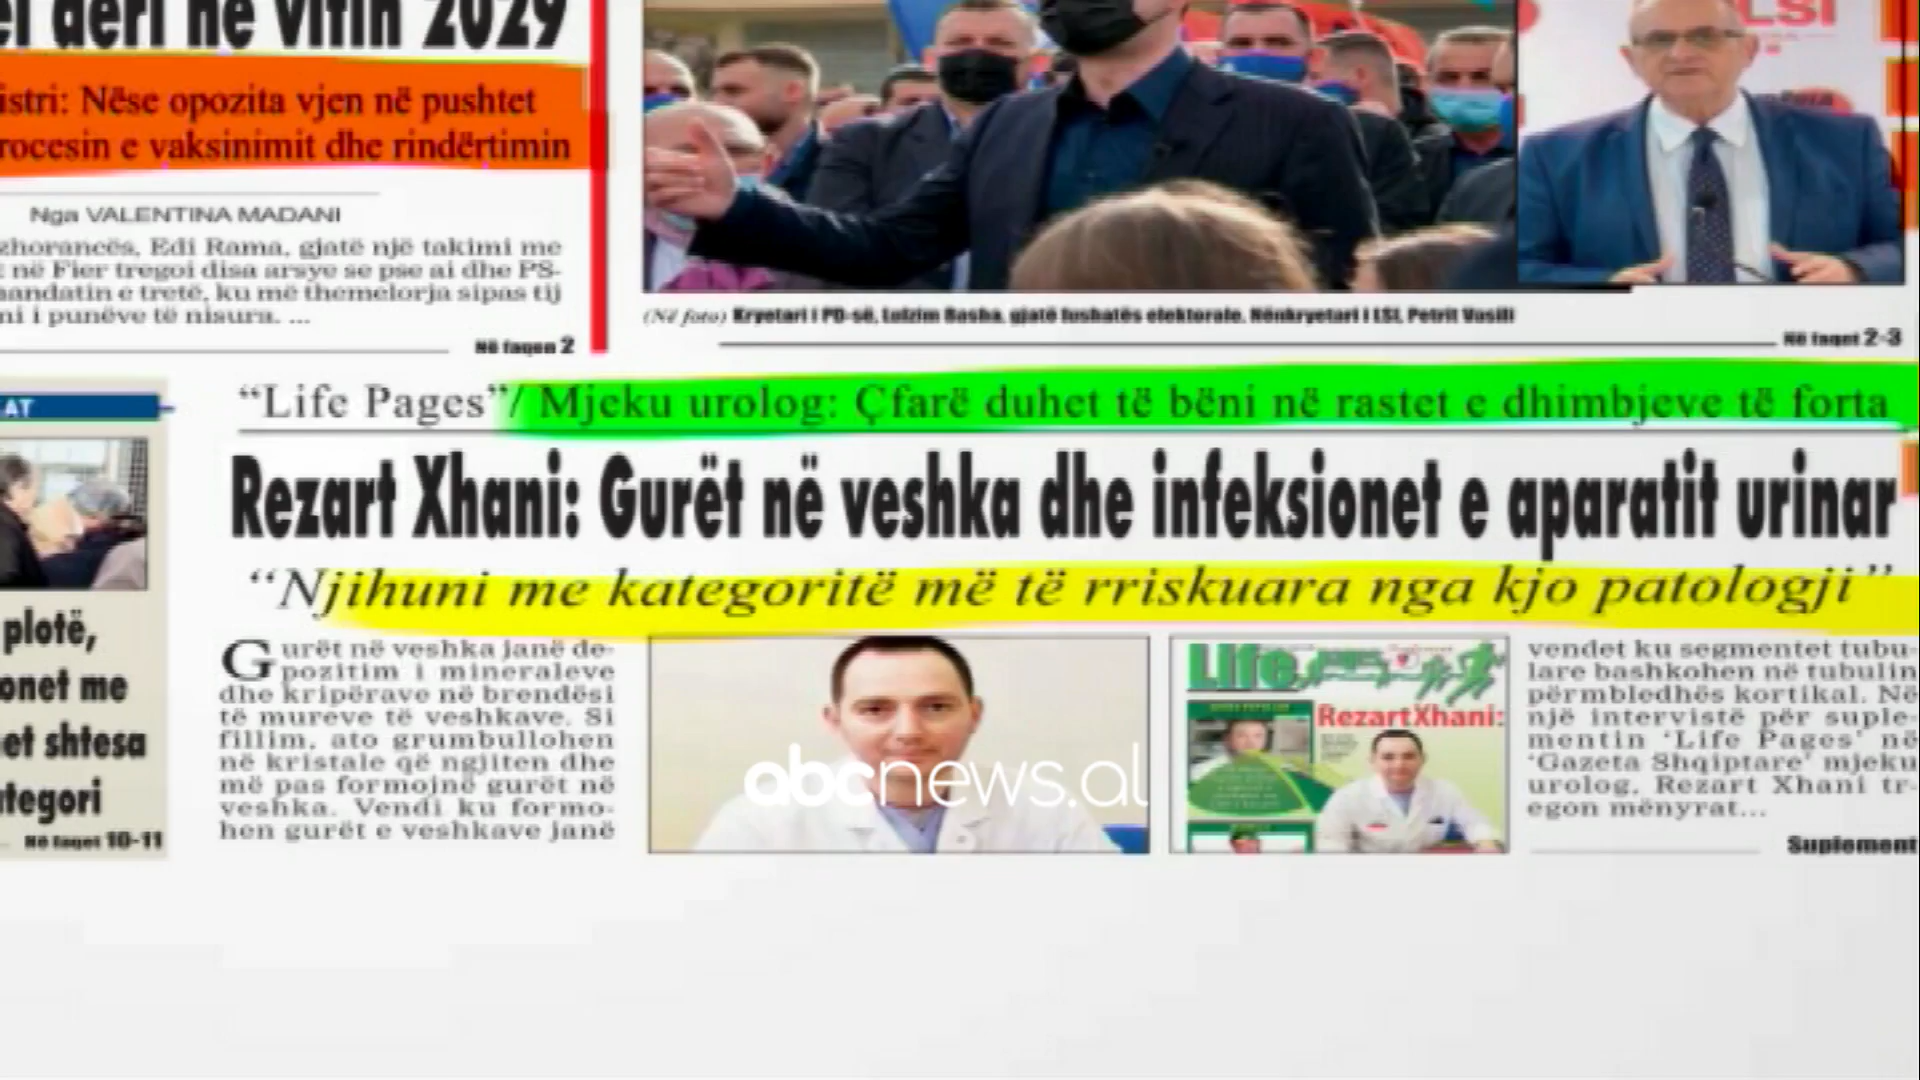 deri në vitin 2029
istri: Nëse opozita vjen në pushtet
rocesin e vaksinimit dhe rindërtimin
Nga VALENTINA MADANI
zhorancës, Edi Rama, gjatë një takimi me
në Fier tregoi disa arsye se pse ai dhe PS-
mandatin e tretë, ku më themelorja sipas tij
ni i punëve të nisura. ...
Në faqen 2
LSI
(Në foto) Kryetari i PD-së, Lulzim Basha, gjatë fushatës elektorale. Nënkryetari i LSI, Petrit Vasili
Në faqet 2-3
AT
plotë,
onet me
et shtesa
tegori
Në faqet 10-11
“Life Pages”/ Mjeku urolog: Çfarë duhet të bëni në rastet e dhimbjeve të forta
Rezart Xhani: Gurët në veshka dhe infeksionet e aparatit urinar
“Njihuni me kategoritë më të rriskuara nga kjo patologji”
Gurët në veshka janë de-
pozitim i mineraleve
dhe kripërave në brendësi
të mureve të veshkave. Si
fillim, ato grumbullohen
në kristale që ngjiten dhe
më pas formojnë gurët në
veshka. Vendi ku formo-
hen gurët e veshkave janë
abcnews.al
Life
Rezart Xhani:
vendet ku segmentet tubu-
lare bashkohen në tubulin
përmbledhës kortikal. Në
një intervistë për suple-
mentin ‘Life Pages’ në
‘Gazeta Shqiptare’ mjeku
urolog, Rezart Xhani tr-
egon mënyrat...
Suplement